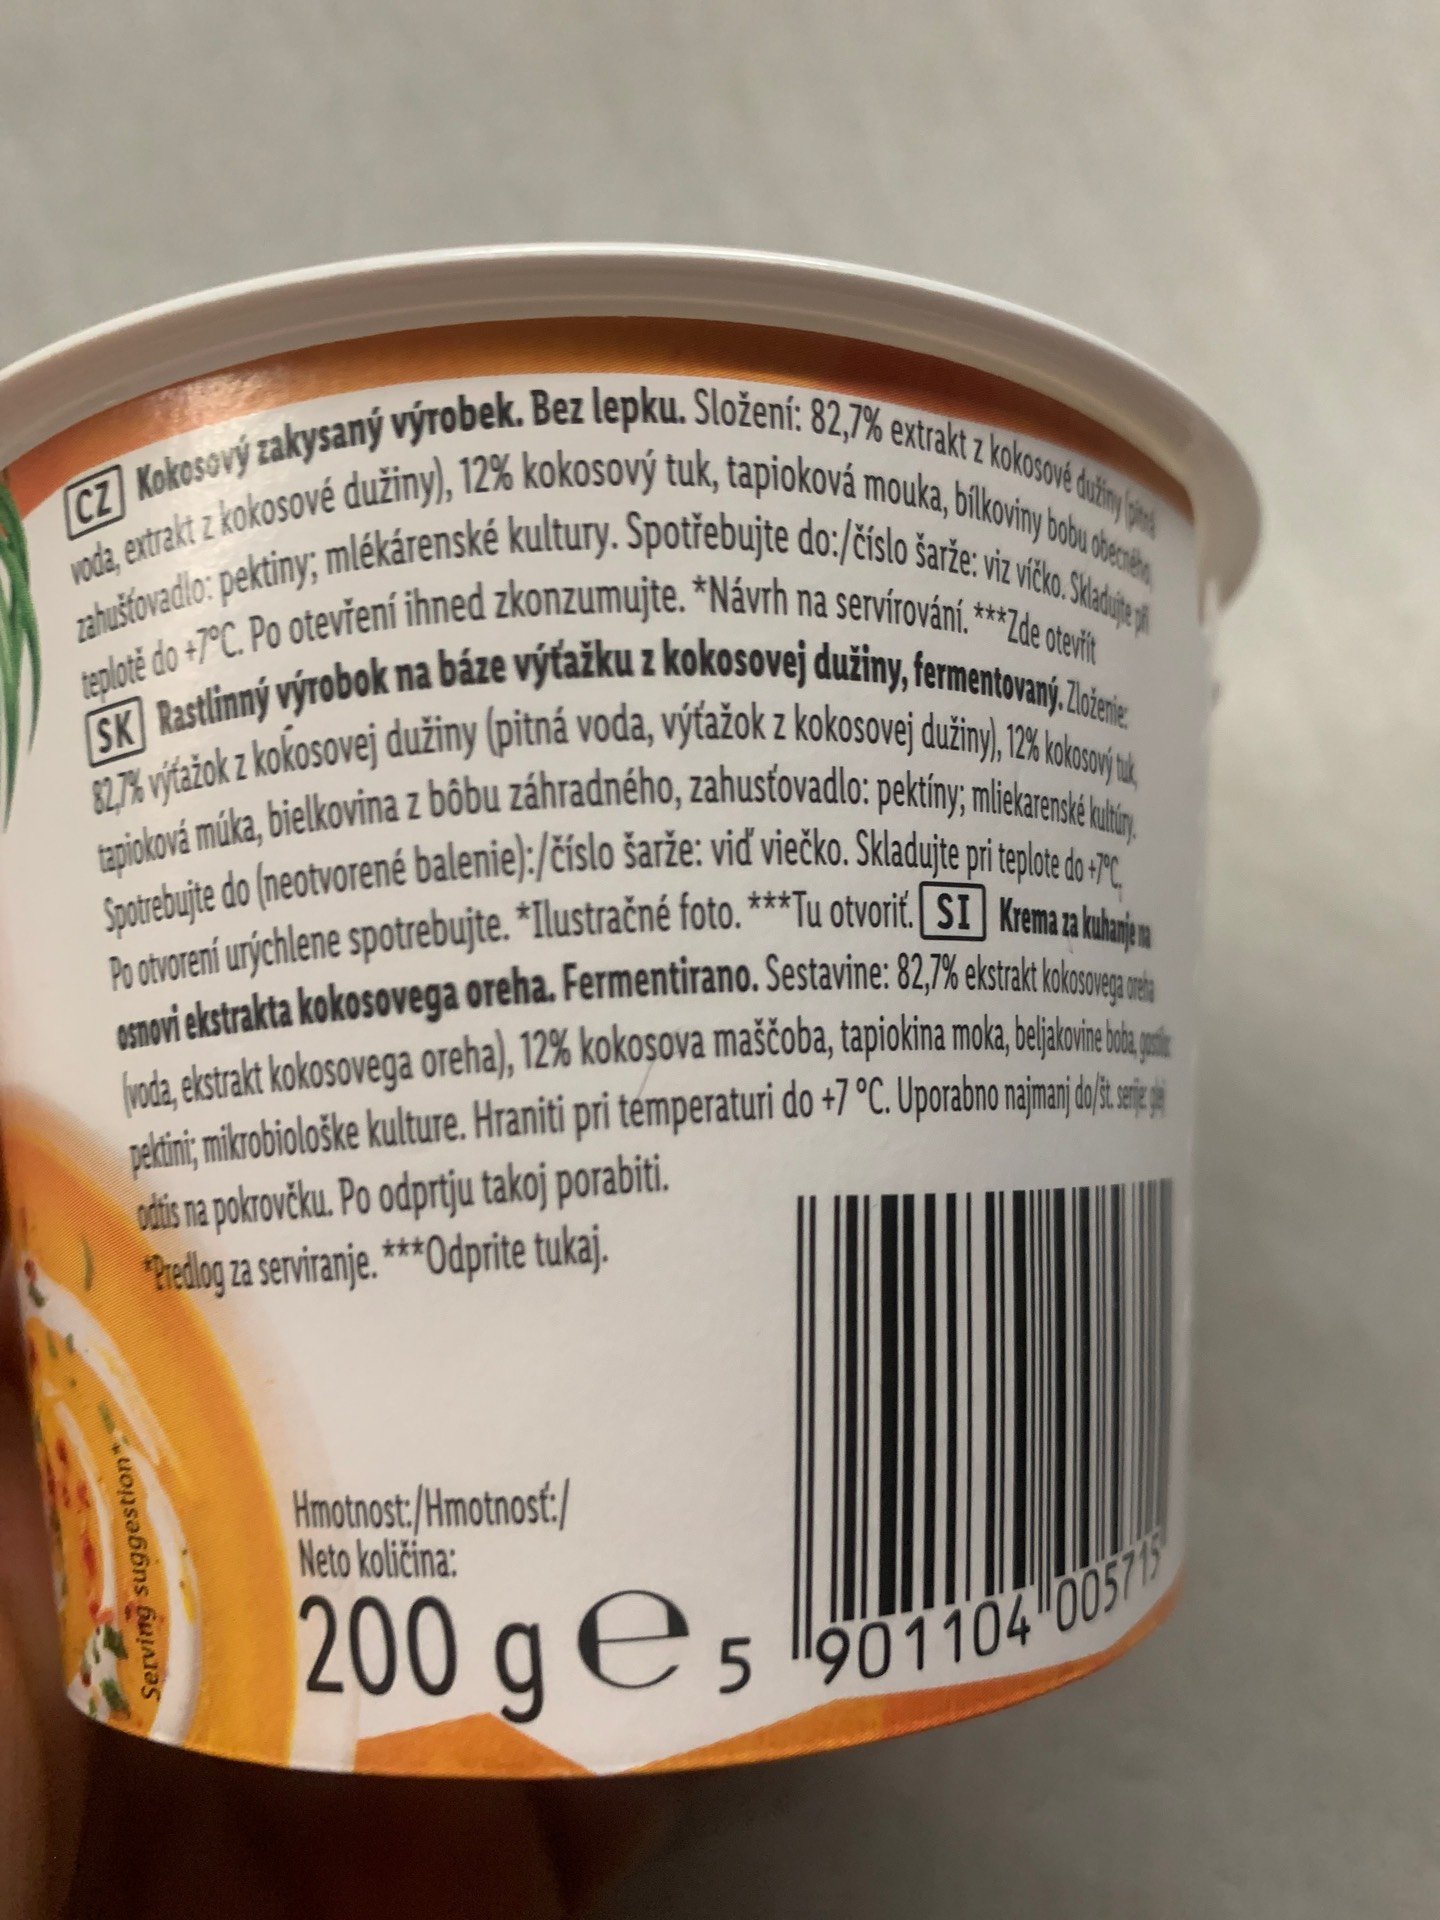 CZ Kokosový zakysaný výrobek. Bez lepku. Složení: 82,7% extrakt z kokosové dužiny (pitná
voda, extrakt z kokosové dužiny), 12% kokosový tuk, tapioková mouka, bílkoviny bobu obecného,
zahušťovadlo: pektiny; mlékárenské kultury. Spotřebujte do:/číslo šarže: viz víčko. Skladujte při
teplotě do +7°C. Po otevření ihned zkonzumujte. *Návrh na servírování. ***Zde otevřít
SK Rastlinný výrobok na báze výťažku z kokosovej dužiny, fermentovaný. Zloženie:
82,7% výťažok z kokosovej dužiny (pitná voda, výťažok z kokosovej dužiny), 12% kokosový tuk,
tapioková múka, bielkovina z bôbu záhradného, zahusťovadlo: pektíny; mliekarenské kultúry.
Spotrebujte do (neotvorené balenie):/číslo šarže: viď viečko. Skladujte pri teplote do +7°C,
Po otvorení urýchlene spotrebujte. *Ilustračné foto. ***Tu otvoriť. SI Krema za kuhanje na
osnovi ekstrakta kokosovega oreha. Fermentirano. Sestavine: 82,7% ekstrakt kokosovega oreha
(voda, ekstrakt kokosovega oreha), 12% kokosova maščoba, tapiokina moka, beljakovine boba,
pektini; mikrobiološke kulture. Hraniti pri temperaturi do +7 °C. Uporabno najmanj do/št. serije: glej
odtis na pokrovčku. Po odprtju takoj porabiti.
*Predlog za serviranje. ***Odprite tukaj.
Serving suggestion*
Hmotnost:/Hmotnosť:/
Neto količina:
200 g e
5 901104 005715